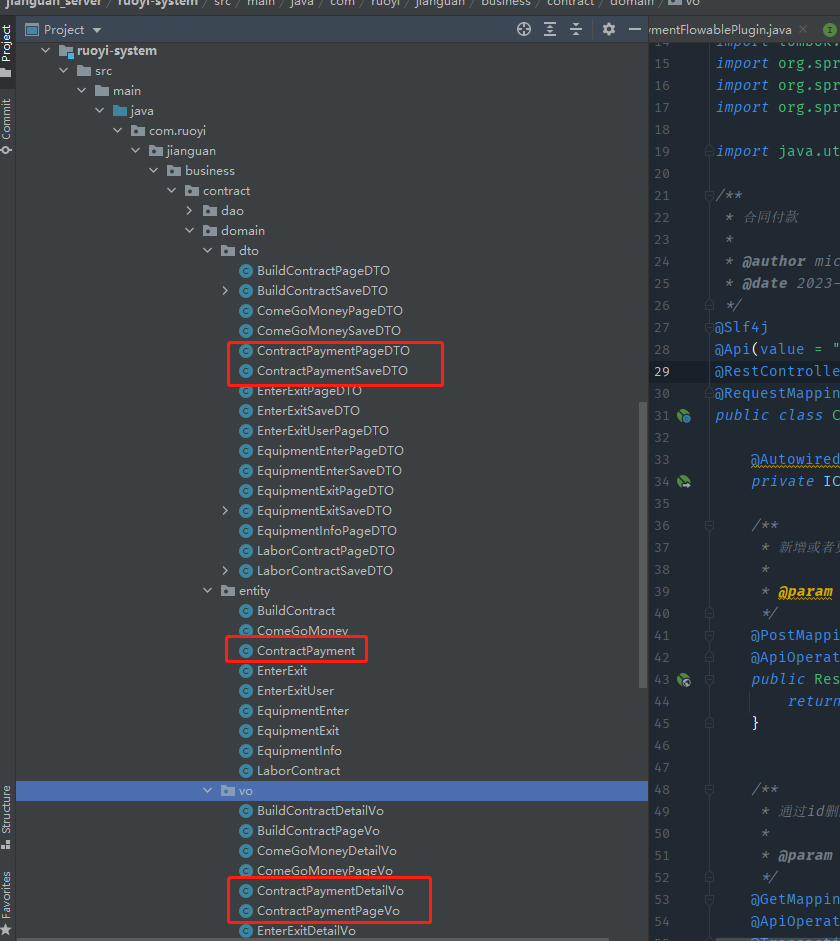 jianguan_server / ruoyi-system / src / main / java / com / ruoyi / jianguan / business / contract / domain / vo
Project
Project
Commit
Structure
Favorites
ruoyi-system
src
main
java
com.ruoyi
jianguan
business
contract
dao
domain
dto
BuildContractPageDTO
BuildContractSaveDTO
ComeGoMoneyPageDTO
ComeGoMoneySaveDTO
ContractPaymentPageDTO
ContractPaymentSaveDTO
EnterExitPageDTO
EnterExitSaveDTO
EnterExitUserPageDTO
EquipmentEnterPageDTO
EquipmentEnterSaveDTO
EquipmentExitPageDTO
EquipmentExitSaveDTO
EquipmentInfoPageDTO
LaborContractPageDTO
LaborContractSaveDTO
entity
BuildContract
ComeGoMoney
ContractPayment
EnterExit
EnterExitUser
EquipmentEnter
EquipmentExit
EquipmentInfo
LaborContract
vo
BuildContractDetailVo
BuildContractPageVo
ComeGoMoneyDetailVo
ComeGoMoneyPageVo
ContractPaymentDetailVo
ContractPaymentPageVo
EnterExitDetailVo
ymentFlowablePlugin.java
14 import lombok.
15 import org.spr
16 import org.spr
17 import org.spr
18
19 import java.ut
20
21 /**
22 * 合同付款
23 *
24 * @author mic
25 * @date 2023-
26 */
27 @Slf4j
28 @Api(value = "
29 @RestControlle
30 @RequestMappin
31 public class C
32
33 @Autowired
34 private IC
35
36 /**
37 * 新增或者更
38 *
39 * @param
40 */
41 @PostMappi
42 @ApiOperat
43 public Res
44 return
45 }
46
47
48 /**
49 * 通过id删
50 *
51 * @param
52 */
53 @GetMappin
54 @ApiOperat